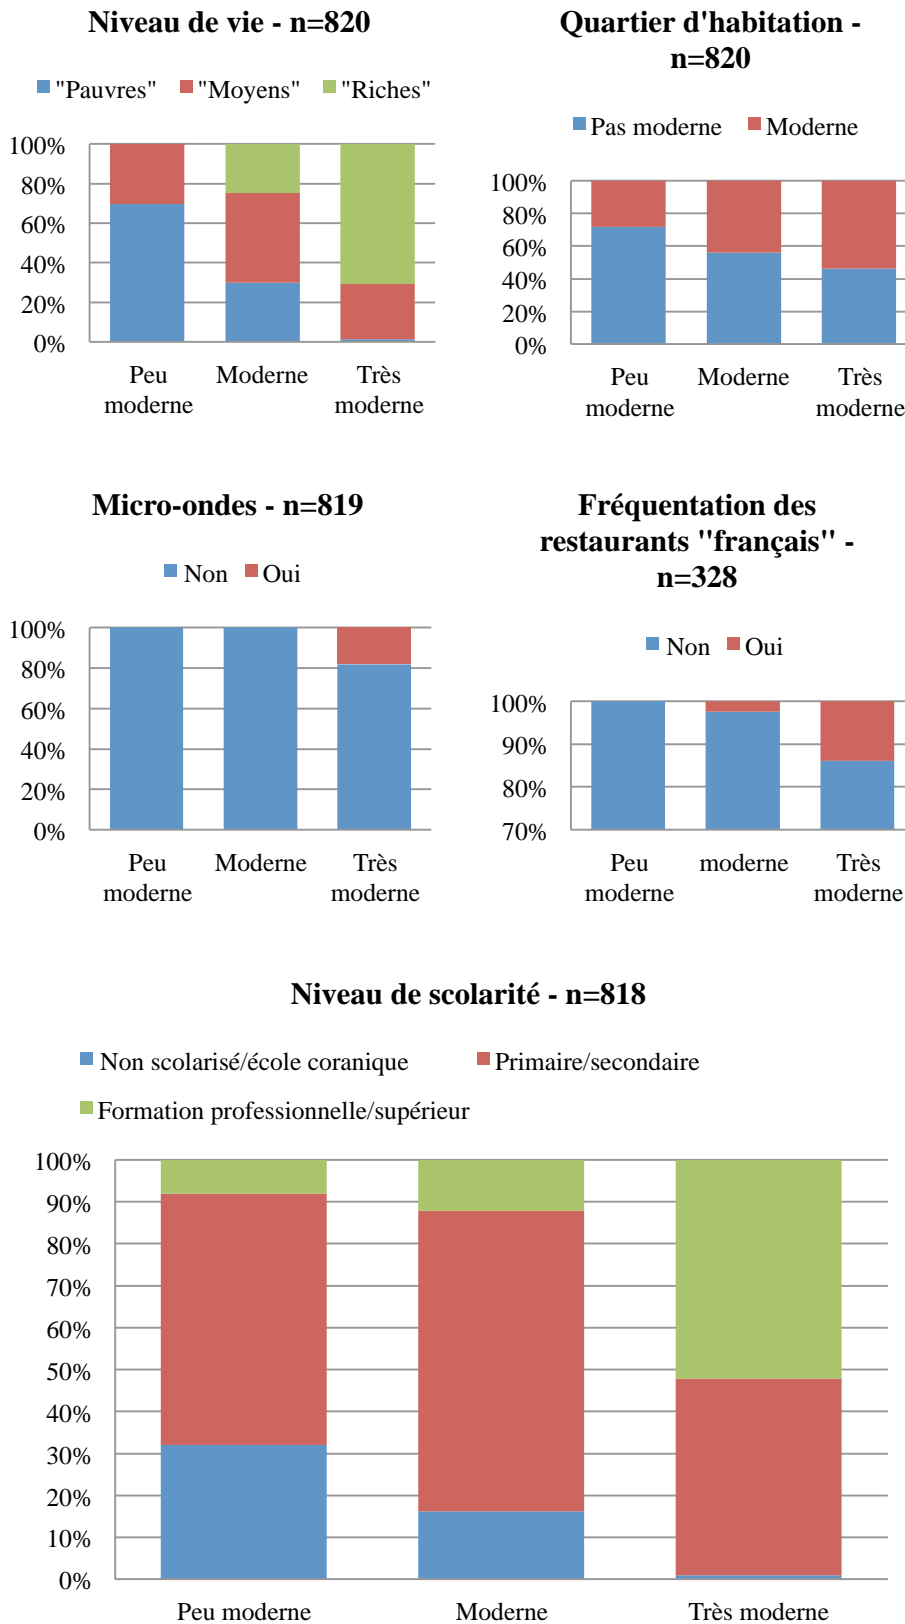 Niveau de vie - n=820
"Pauvres" "Moyens" "Riches"
100%
80%
60%
40%
20%
0%
Peu moderne
Moderne
Très moderne
Quartier d'habitation -
n=820
Pas moderne Moderne
100%
80%
60%
40%
20%
0%
Peu moderne
Moderne
Très moderne
Micro-ondes - n=819
Non Oui
100%
80%
60%
40%
20%
0%
Peu moderne
Moderne
Très moderne
Fréquentation des
restaurants "français" -
n=328
Non Oui
100%
90%
80%
70%
Peu moderne
moderne
Très moderne
Niveau de scolarité - n=818
Non scolarisé/école coranique Primaire/secondaire
Formation professionnelle/supérieur
100%
90%
80%
70%
60%
50%
40%
30%
20%
10%
0%
Peu moderne Moderne Très moderne